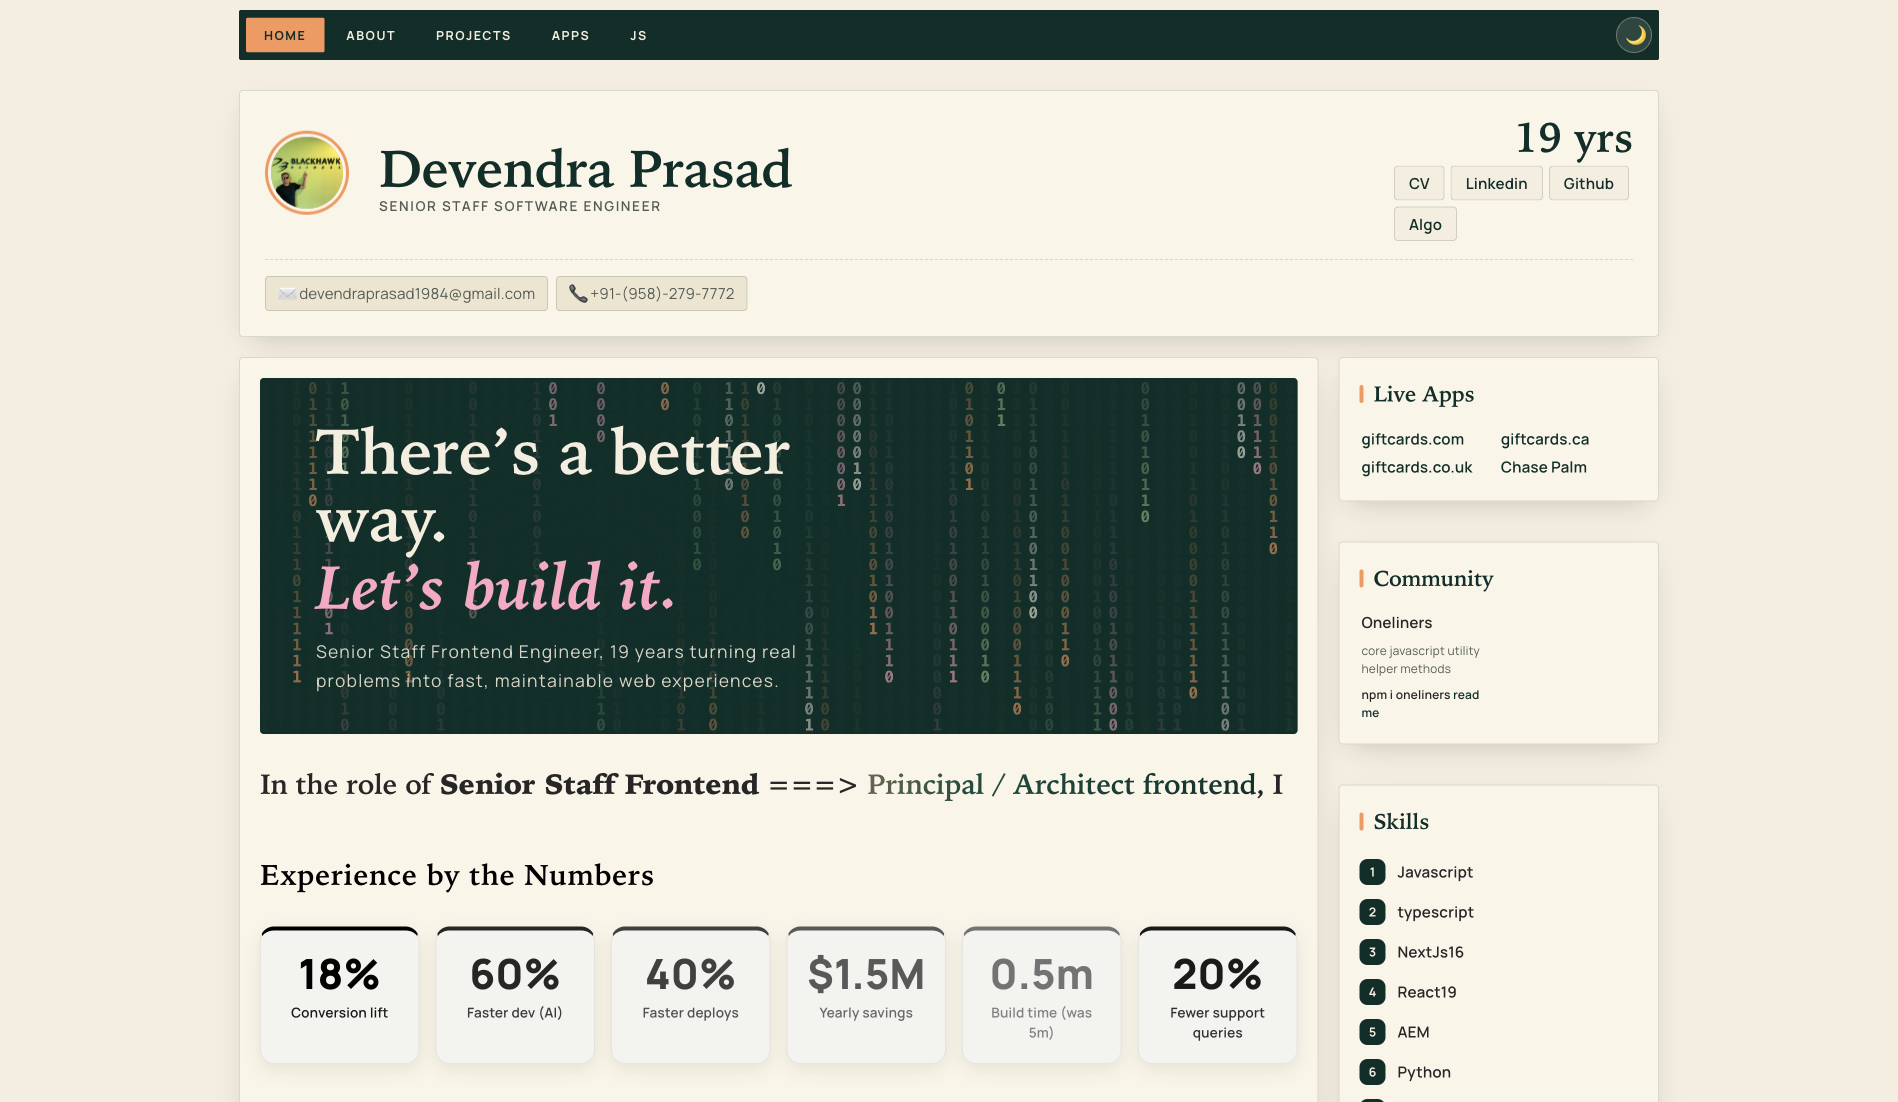 HOME ABOUT PROJECTS APPS JS
BLACKHAWK
Devendra Prasad
SENIOR STAFF SOFTWARE ENGINEER
19 yrs
CV Linkedin Github
Algo
devendraprasad1984@gmail.com +91-(958)-279-7772
There’s a better
way.
Let’s build it.
Senior Staff Frontend Engineer, 19 years turning real
problems into fast, maintainable web experiences.
In the role of Senior Staff Frontend ===> Principal / Architect frontend, I
Experience by the Numbers
18%
Conversion lift
60%
Faster dev (AI)
40%
Faster deploys
$1.5M
Yearly savings
0.5m
Build time (was
5m)
20%
Fewer support
queries
Live Apps
giftcards.com giftcards.ca
giftcards.co.uk Chase Palm
Community
Oneliners
core javascript utility
helper methods
npm i oneliners read
me
Skills
1 Javascript
2 typescript
3 NextJs16
4 React19
5 AEM
6 Python